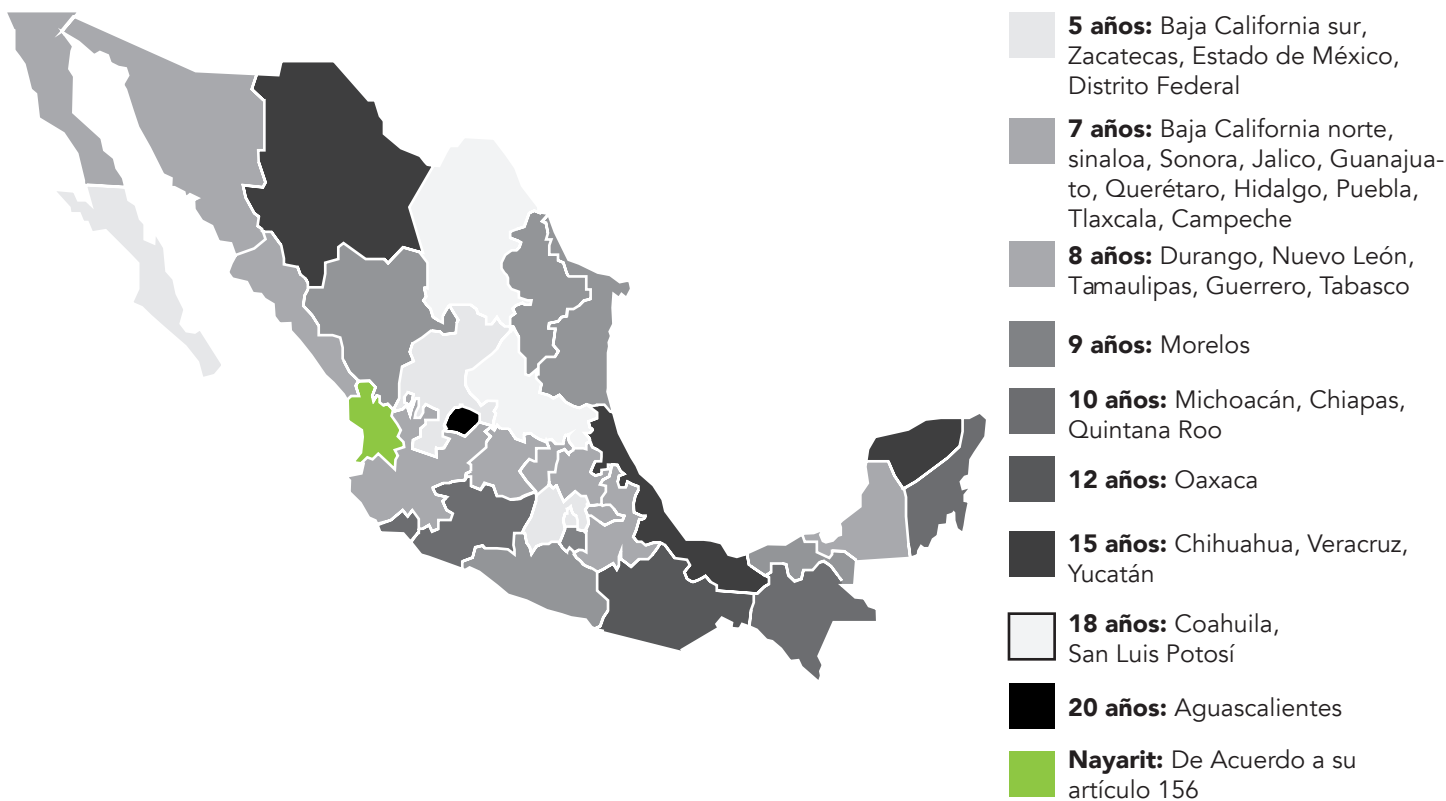 5 años: Baja California sur,
Zacatecas, Estado de México,
Distrito Federal
7 años: Baja California norte,
sinaloa, Sonora, Jalico, Guanajua-
to, Querétaro, Hidalgo, Puebla,
Tlaxcala, Campeche
8 años: Durango, Nuevo León,
Tamaulipas, Guerrero, Tabasco
9 años: Morelos
10 años: Michoacán, Chiapas,
Quintana Roo
12 años: Oaxaca
15 años: Chihuahua, Veracruz,
Yucatán
18 años: Coahuila,
San Luis Potosí
20 años: Aguascalientes
Nayarit: De Acuerdo a su
artículo 156